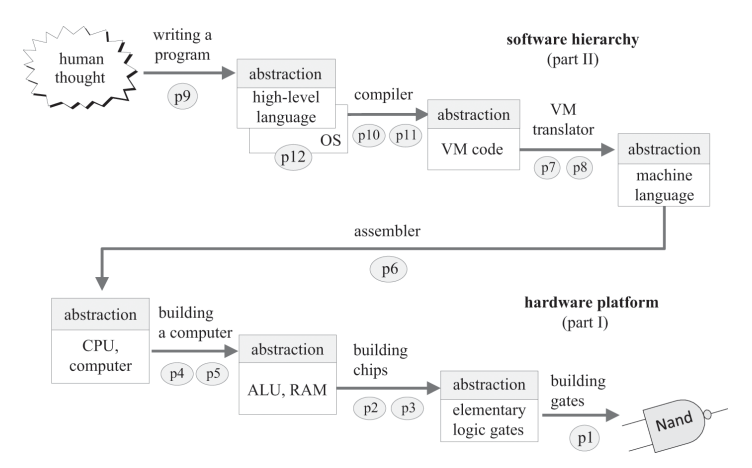 human
thought
writing a
program
p9
abstraction
high-level
language
OS
p12
compiler
p10 p11
software hierarchy
(part II)
abstraction
VM code
VM
translator
p7 p8
abstraction
machine
language
assembler
p6
hardware platform
(part I)
abstraction
CPU,
computer
building
a computer
p4 p5
abstraction
ALU, RAM
building
chips
p2 p3
abstraction
elementary
logic gates
building
gates
p1
Nand